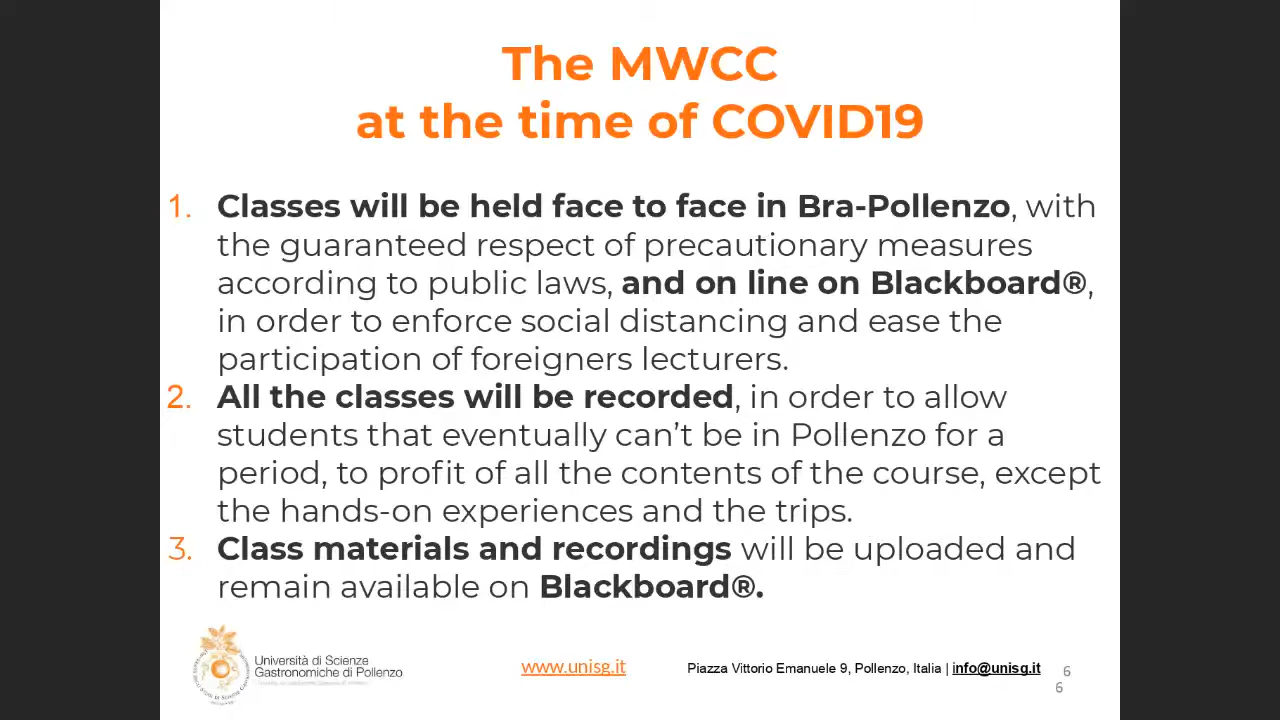 The MWCC
at the time of COVID19
1. Classes will be held face to face in Bra-Pollenzo, with
the guaranteed respect of precautionary measures
according to public laws, and on line on Blackboard®,
in order to enforce social distancing and ease the
participation of foreigners lecturers.
2. All the classes will be recorded, in order to allow
students that eventually can’t be in Pollenzo for a
period, to profit of all the contents of the course, except
the hands-on experiences and the trips.
3. Class materials and recordings will be uploaded and
remain available on Blackboard®.
Università di Scienze
Gastronomiche di Pollenzo
www.unisg.it
Piazza Vittorio Emanuele 9, Pollenzo, Italia | info@unisg.it
6
6